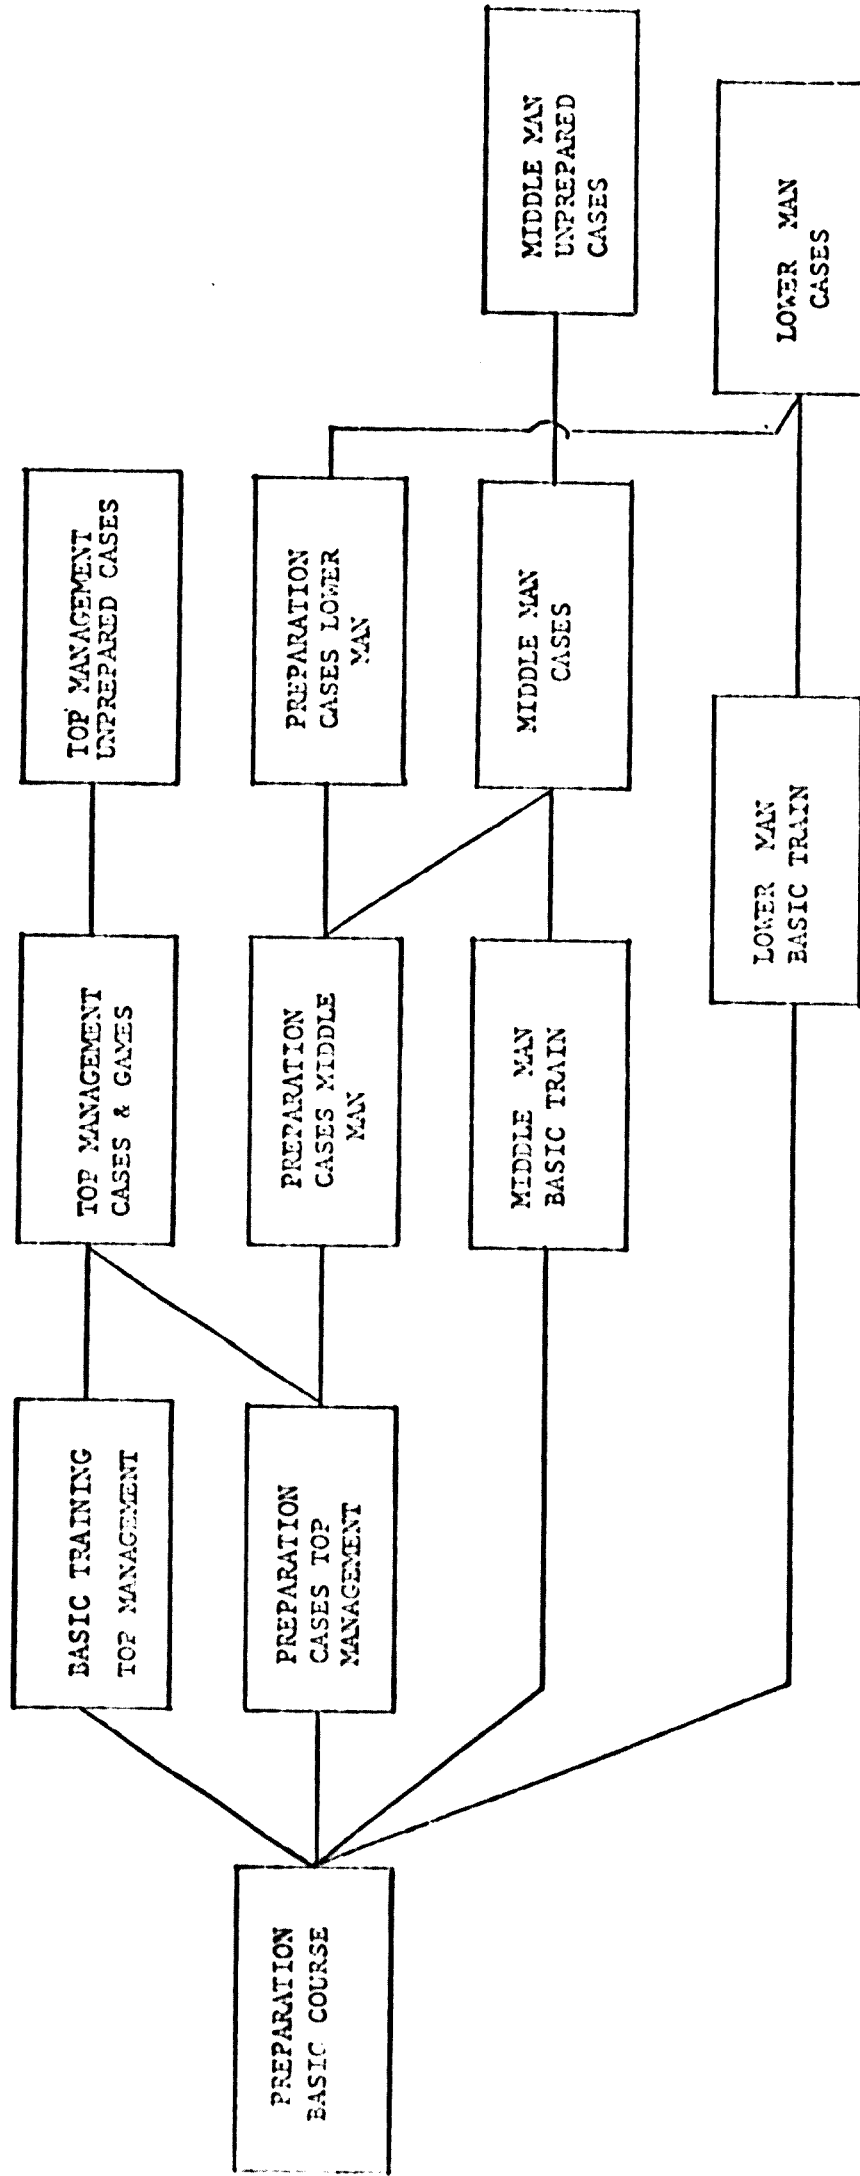 PREPARATION
BASIC COURSE
BASIC TRAINING
TOP MANAGEMENT
PREPARATION
CASES TOP
MANAGEMENT
TOP MANAGEMENT
CASES & GAMES
PREPARATION
CASES MIDDLE
MAN
MIDDLE MAN
BASIC TRAIN
LOWER MAN
BASIC TRAIN
TOP MANAGEMENT
UNPREPARED CASES
PREPARATION
CASES LOWER
MAN
MIDDLE MAN
CASES
MIDDLE MAN
UNPREPARED
CASES
LOWER MAN
CASES